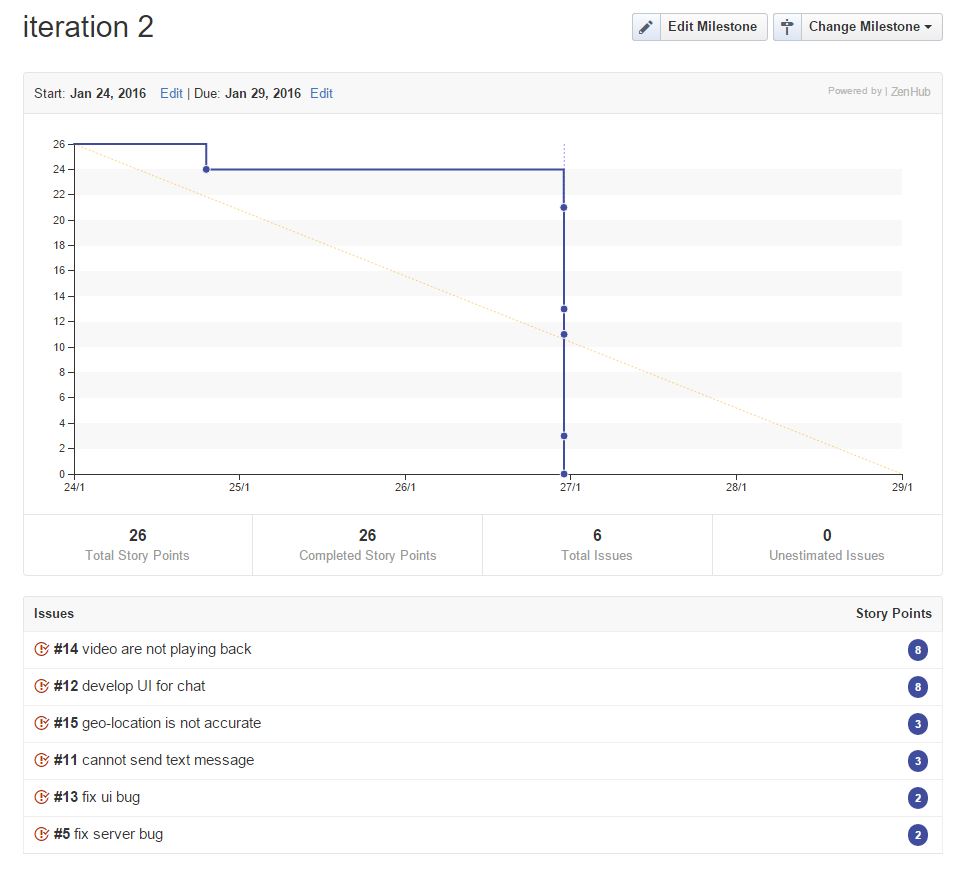 iteration 2
Edit Milestone
Change Milestone
Start: Jan 24, 2016 Edit | Due: Jan 29, 2016 Edit
Powered by | ZenHub
26
24
22
20
18
16
14
12
10
8
6
4
2
0
24/1 25/1 26/1 27/1 28/1 29/1
26 26 6 0
Total Story Points Completed Story Points Total Issues Unestimated Issues
Issues Story Points
#14 video are not playing back 8
#12 develop UI for chat 8
#15 geo-location is not accurate 3
#11 cannot send text message 3
#13 fix ui bug 2
#5 fix server bug 2